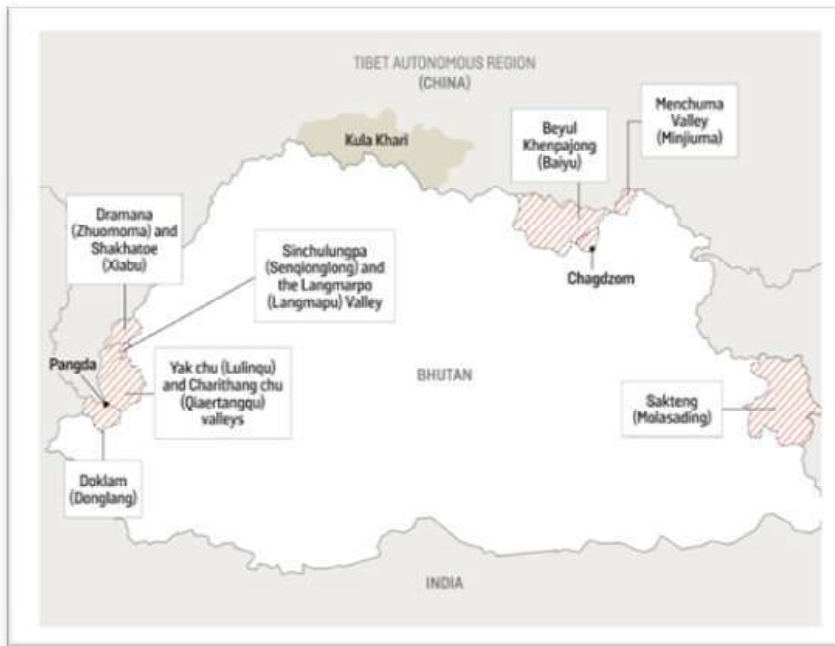 TIBET AUTONOMOUS REGION
(CHINA)
Kula Khari
Beyul
Khenpajong
(Baiyu)
Menchuma
Valley
(Minjiuma)
Dramana
(Zhuomoma) and
Shakhatoe
(Xiabu)
Sinchulungpa
(Senqionglong) and
the Langmarpo
(Langmapu) Valley
Chagdzom
Pangda
Yak chu (Lulinqu)
and Charithang chu
(Qiaertangqu)
valleys
BHUTAN
Sakteng
(Molasading)
Doklam
(Donglang)
INDIA